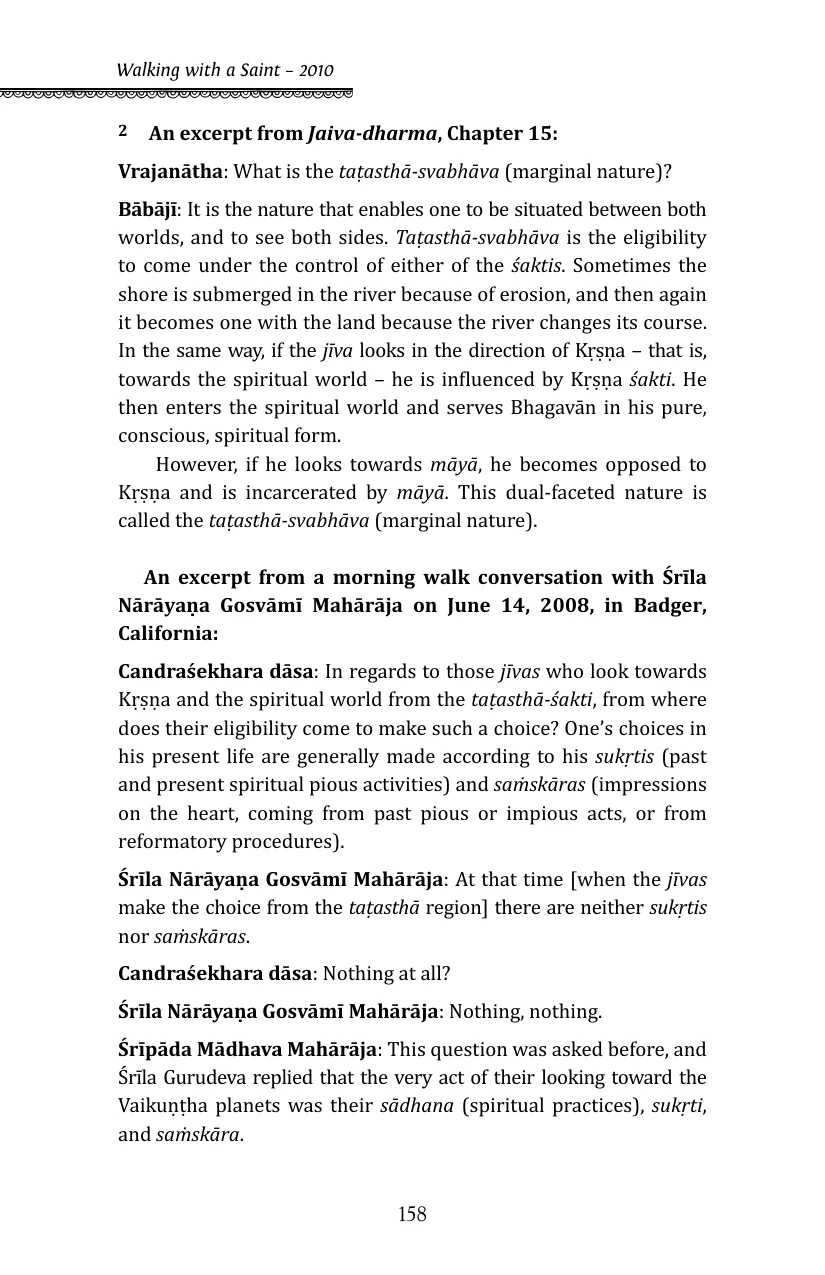 Walking with a Saint – 2010
2 An excerpt from Jaiva-dharma, Chapter 15:
Vrajanātha: What is the taṭasthā-svabhāva (marginal nature)?
Bābājī: It is the nature that enables one to be situated between both
worlds, and to see both sides. Taṭasthā-svabhāva is the eligibility
to come under the control of either of the śaktis. Sometimes the
shore is submerged in the river because of erosion, and then again
it becomes one with the land because the river changes its course.
In the same way, if the jīva looks in the direction of Kṛṣṇa – that is,
towards the spiritual world – he is influenced by Kṛṣṇa śakti. He
then enters the spiritual world and serves Bhagavān in his pure,
conscious, spiritual form.
However, if he looks towards māyā, he becomes opposed to
Kṛṣṇa and is incarcerated by māyā. This dual-faceted nature is
called the taṭasthā-svabhāva (marginal nature).
An excerpt from a morning walk conversation with Śrīla
Nārāyaṇa Gosvāmī Mahārāja on June 14, 2008, in Badger,
California:
Candraśekhara dāsa: In regards to those jīvas who look towards
Kṛṣṇa and the spiritual world from the taṭasthā-śakti, from where
does their eligibility come to make such a choice? One’s choices in
his present life are generally made according to his sukṛtis (past
and present spiritual pious activities) and saṁskāras (impressions
on the heart, coming from past pious or impious acts, or from
reformatory procedures).
Śrīla Nārāyaṇa Gosvāmī Mahārāja: At that time [when the jīvas
make the choice from the taṭasthā region] there are neither sukṛtis
nor saṁskāras.
Candraśekhara dāsa: Nothing at all?
Śrīla Nārāyaṇa Gosvāmī Mahārāja: Nothing, nothing.
Śrīpāda Mādhava Mahārāja: This question was asked before, and
Śrīla Gurudeva replied that the very act of their looking toward the
Vaikuṇṭha planets was their sādhana (spiritual practices), sukṛti,
and saṁskāra.
158